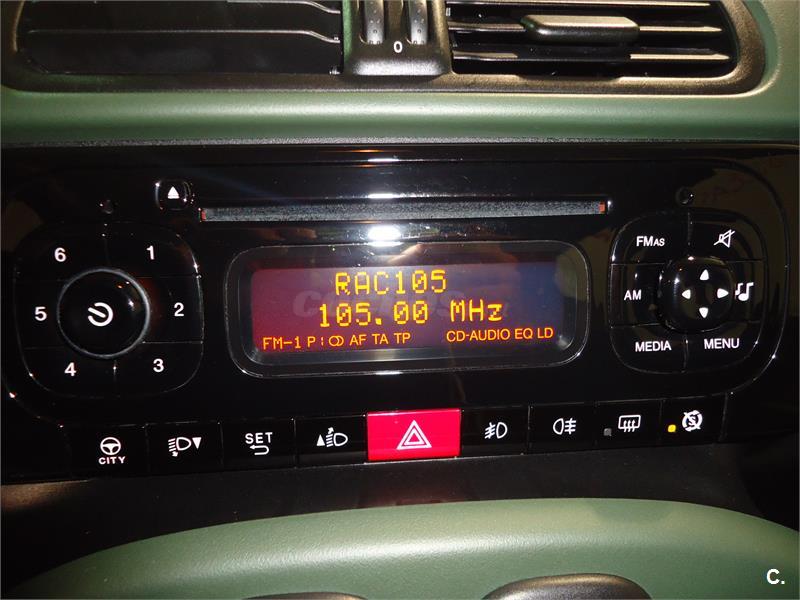 0
6 1
FMAS
RAC105
5 2
105.00 MHz
AM
FM-1 P: AF TA TP CD-AUDIO EQ LD
4 3
MEDIA MENU
CITY
SET
C.